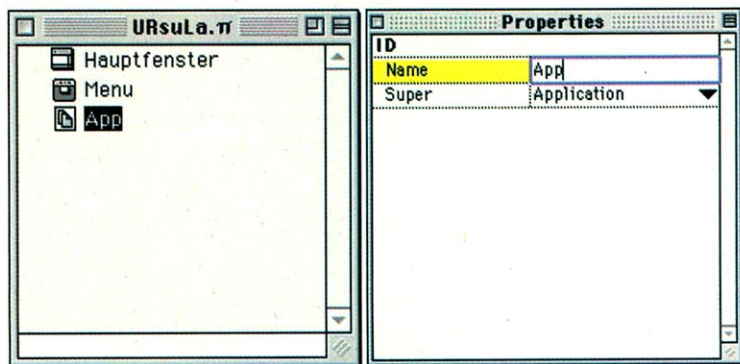 URsuLa.π
Hauptfenster
Menu
App
Properties
ID
Name App
Super Application